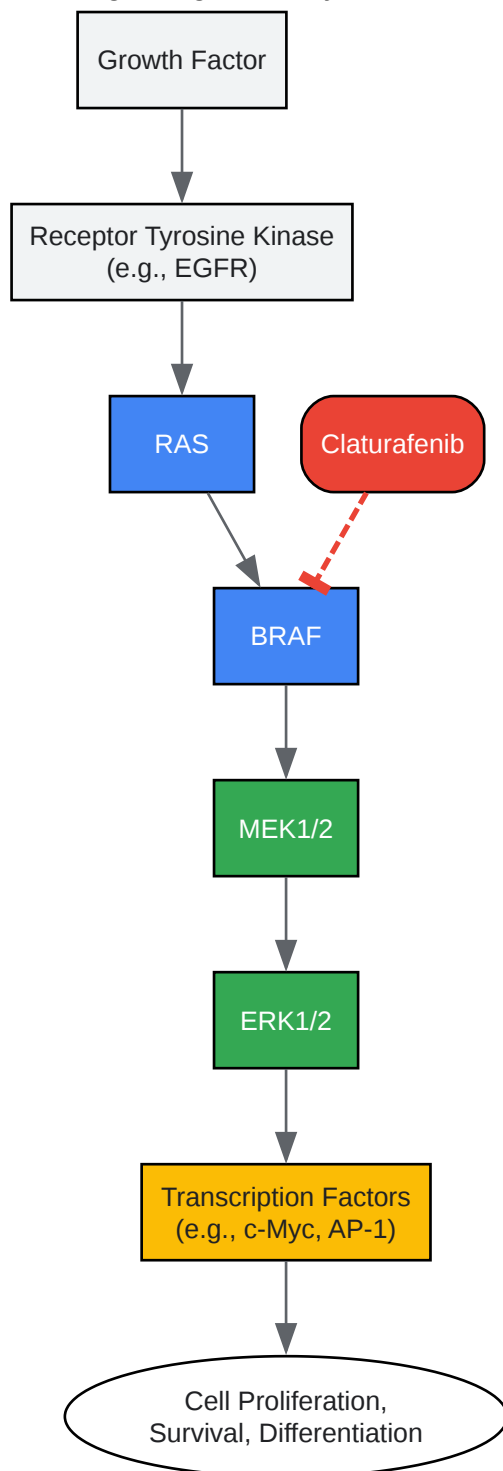 Growth Factor
Receptor Tyrosine Kinase
(e.g., EGFR)
RAS
Claturafenib
BRAF
MEK1/2
ERK1/2
Transcription Factors
(e.g., c-Myc, AP-1)
Cell Proliferation,
Survival, Differentiation